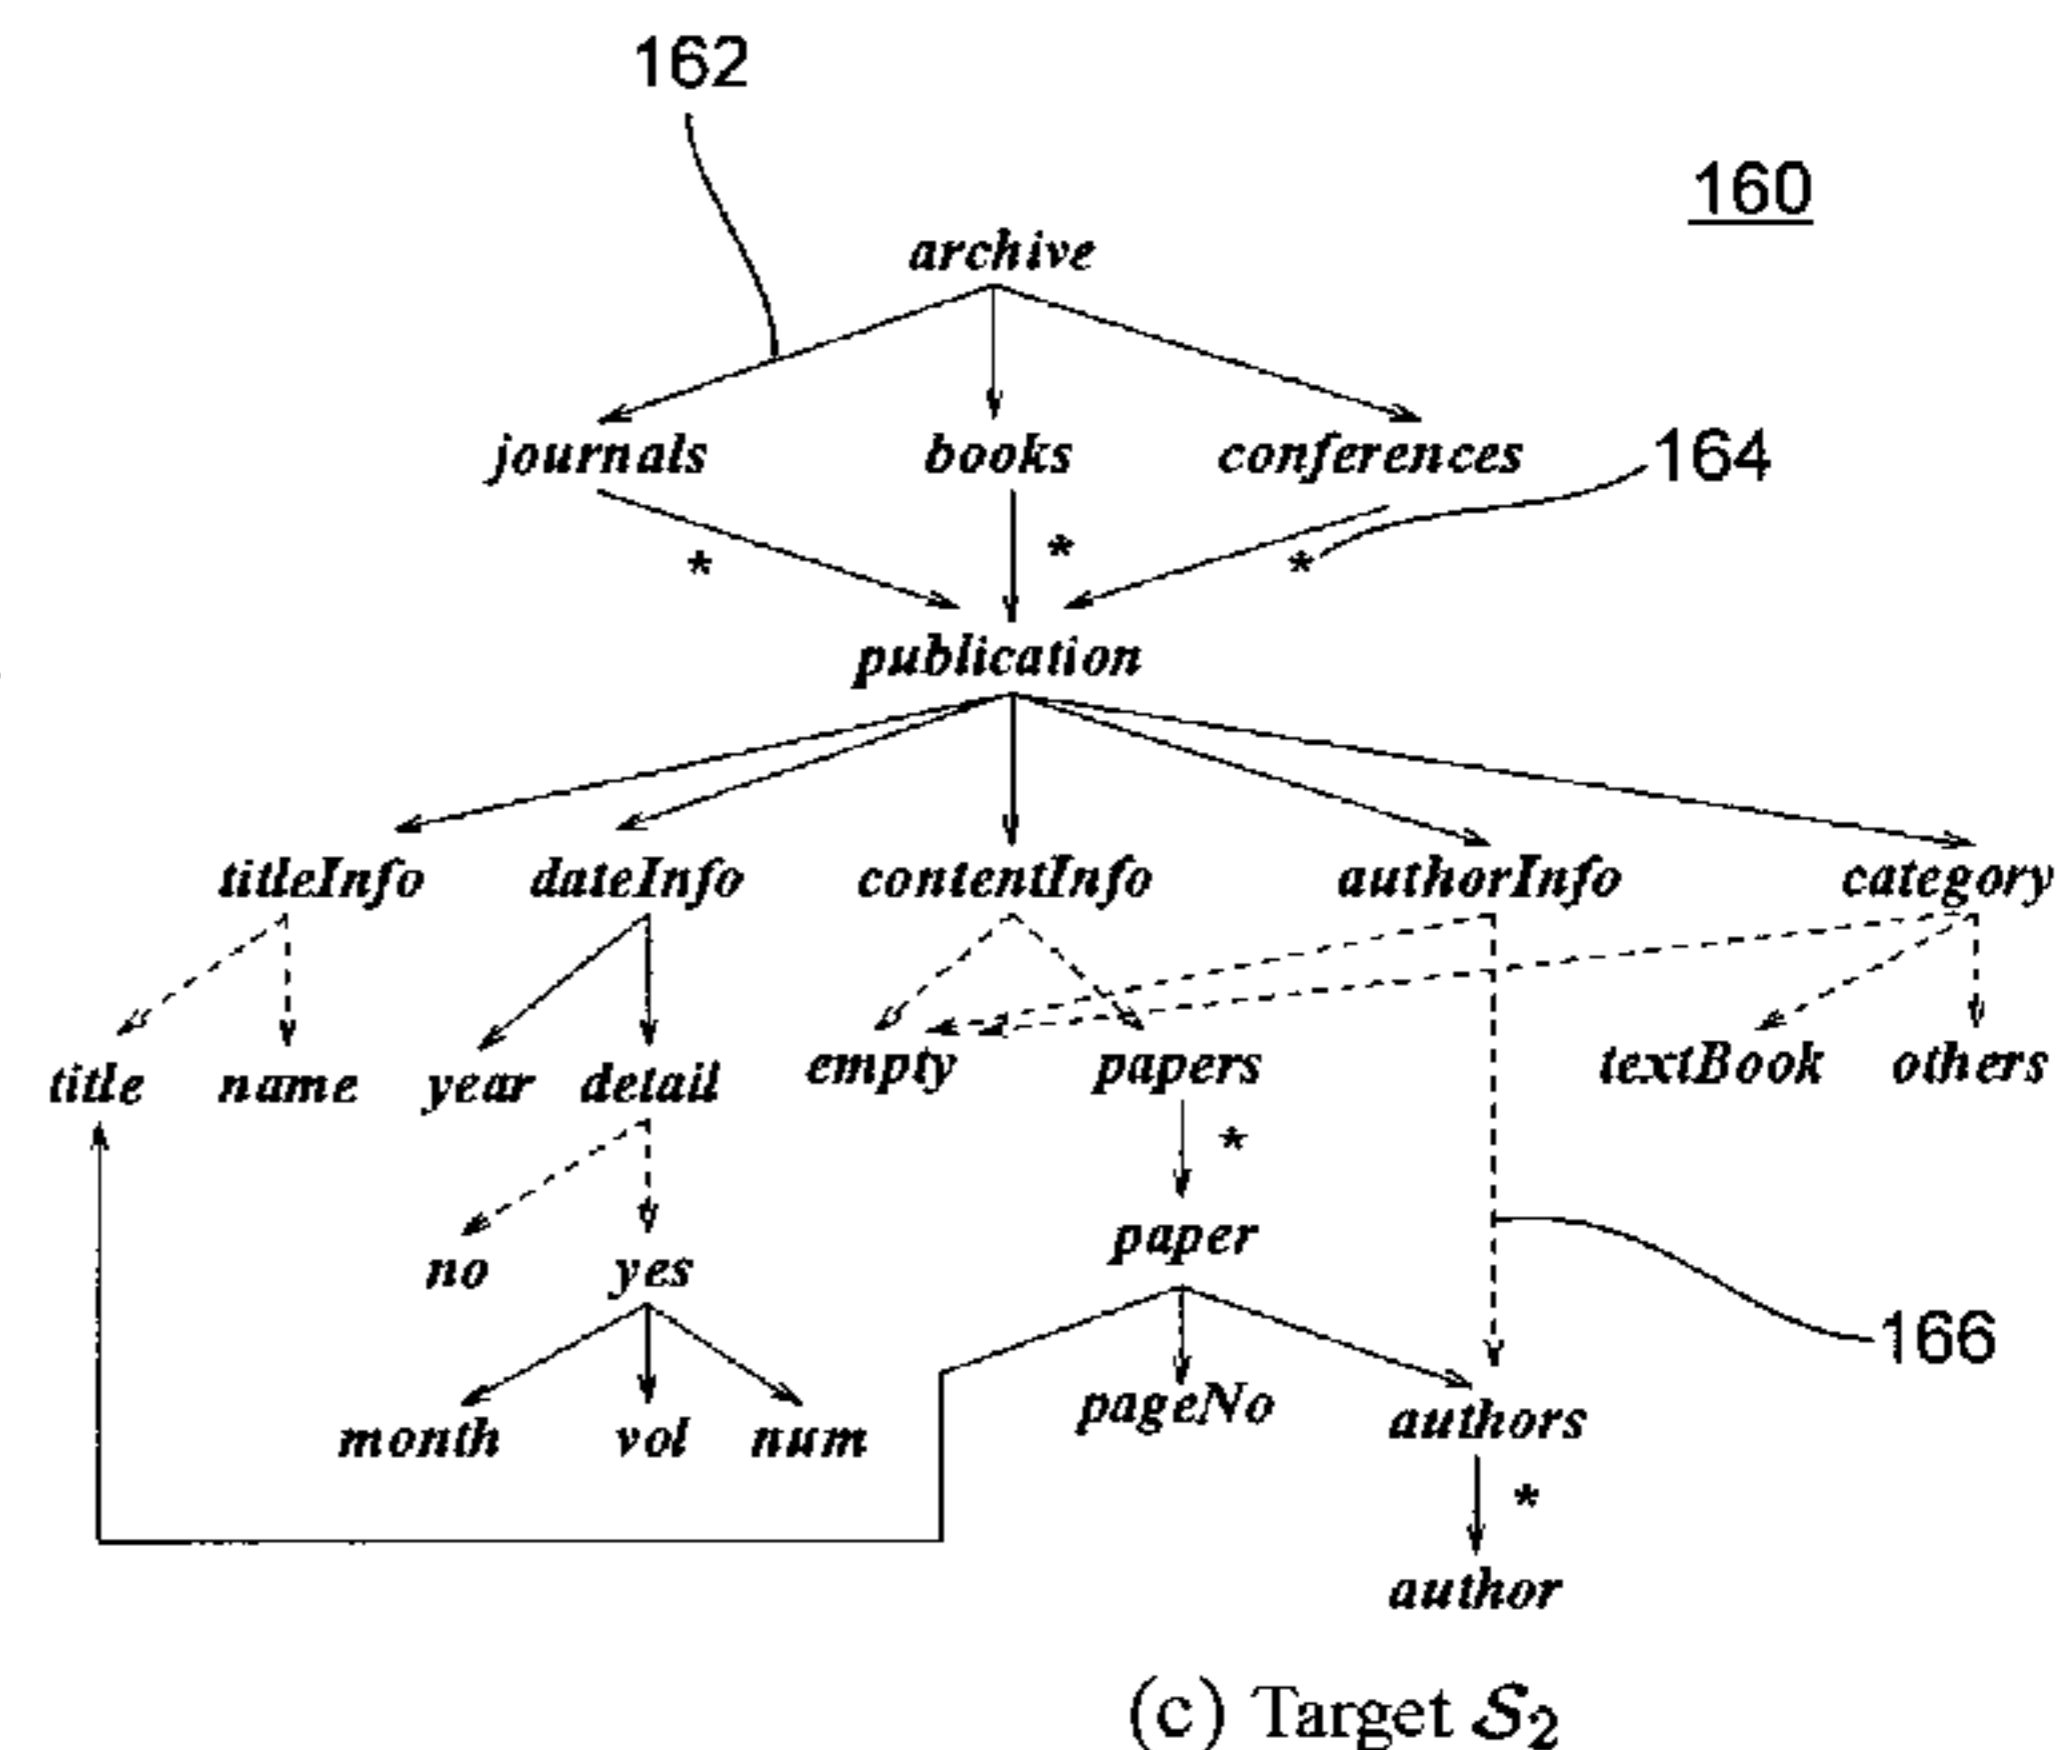 162
160
archive
journals books conferences 164
* * *
publication
titleInfo dateInfo contentInfo authorInfo category
title name year detail empty papers textBook others
*
paper
no yes
166
month vol num pageNo authors
*
author
(c) Target S2